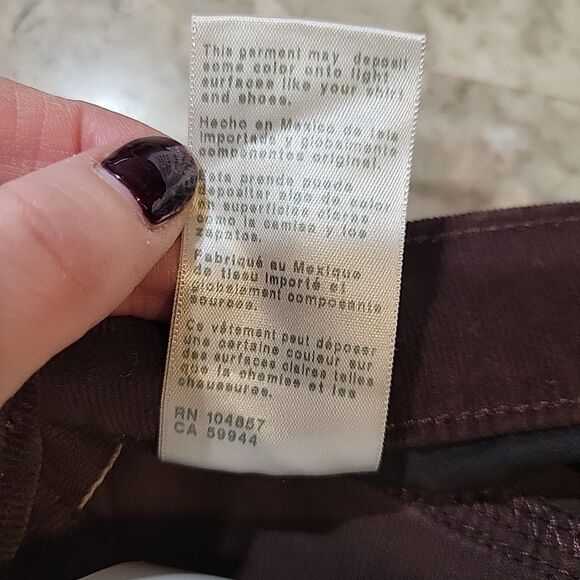 This garment may deposit
some color onto light
surfaces like your shirt
and shoes.
Hecho en Mexico de tela
importada y globalmente
componentes original.
Esta prenda puede
depositar algo de color
en superficies claras
como la camisa y los
zapatos.
Fabriqué au Mexique
de tissu importé et
globalement composante
sources.
Ce vêtement peut déposer
une certaine couleur sur
des surfaces claires telles
que la chemise et les
chaussures.
RN 104857
CA 59944